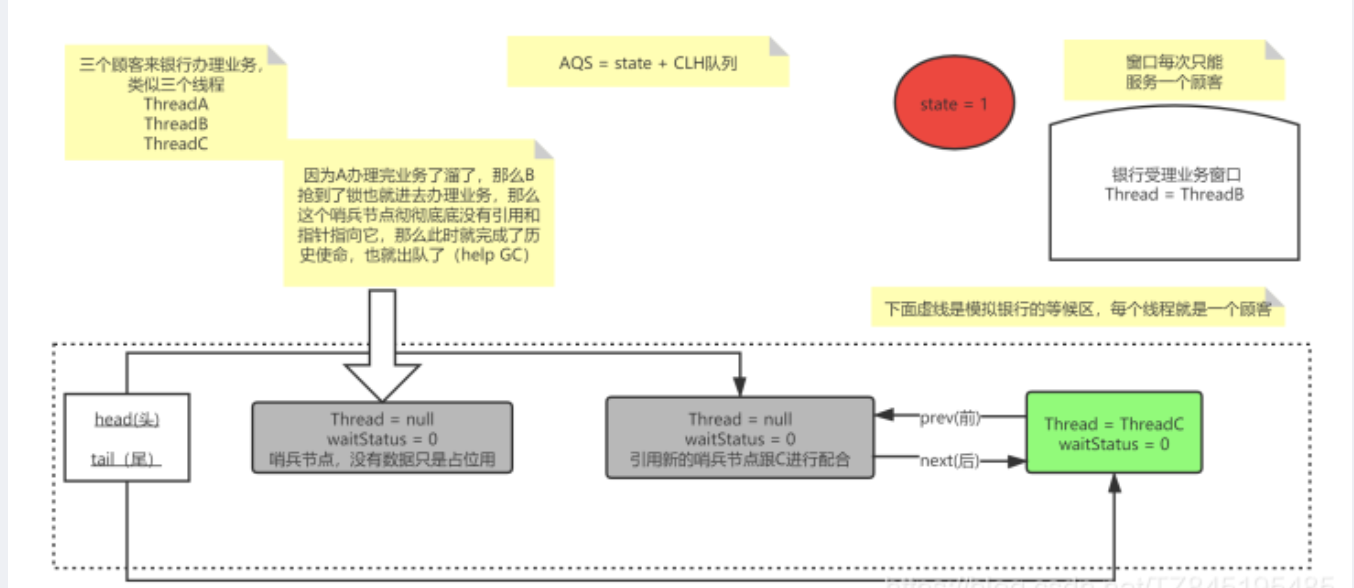 三个顾客来银行办理业务，
类似三个线程
ThreadA
ThreadB
ThreadC
AQS = state + CLH队列
state = 1
窗口每次只能
服务一个顾客
银行受理业务窗口
Thread = ThreadB
因为A办理完业务了溜了，那么B
抢到了锁也就进去办理业务，那么
这个哨兵节点彻彻底底没有引用和
指针指向它，那么此时就完成了历
史使命，也就出队了（help GC）
下面虚线是模拟银行的等候区，每个线程就是一个顾客
head(头)
tail（尾）
Thread = null
waitStatus = 0
哨兵节点，没有数据只是占位用
Thread = null
waitStatus = 0
引用新的哨兵节点跟C进行配合
prev(前)
next(后)
Thread = ThreadC
waitStatus = 0